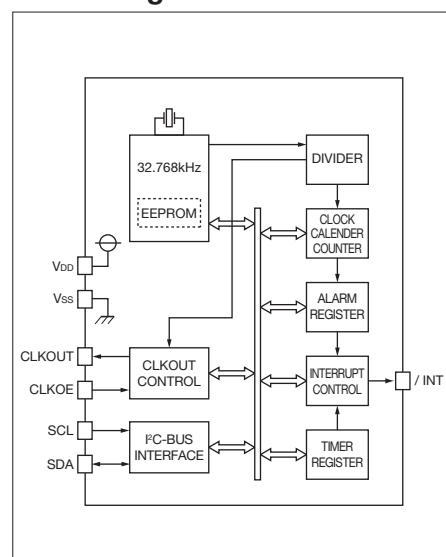 32.768kHz
EEPROM
DIVIDER
CLOCK
CALENDER
COUNTER
VDD
VSS
ALARM
REGISTER
CLKOUT
CLKOE
CLKOUT
CONTROL
INTERRUPT
CONTROL
/ INT
SCL
SDA
I²C-BUS
INTERFACE
TIMER
REGISTER